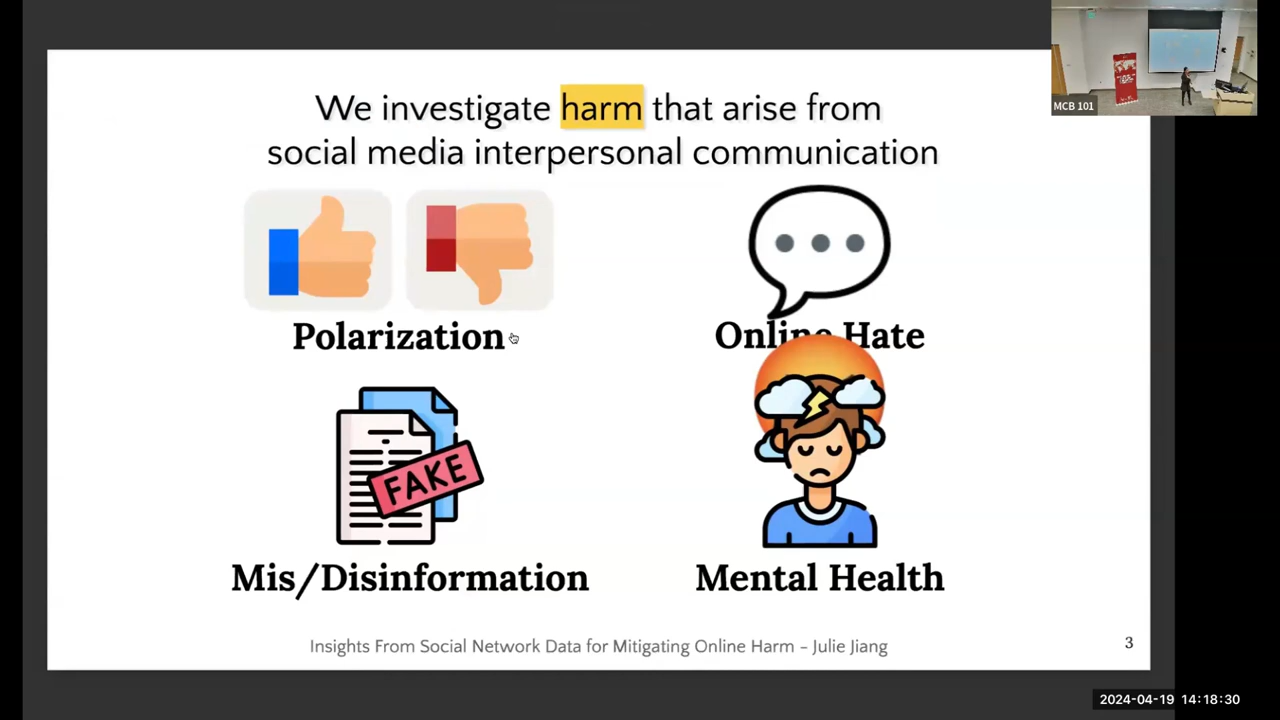 We investigate harm that arise from
social media interpersonal communication
MCB 101
Polarization
Online Hate
FAKE
Mis/Disinformation
Mental Health
Insights From Social Network Data for Mitigating Online Harm – Julie Jiang
3
2024-04-19 14:18:30